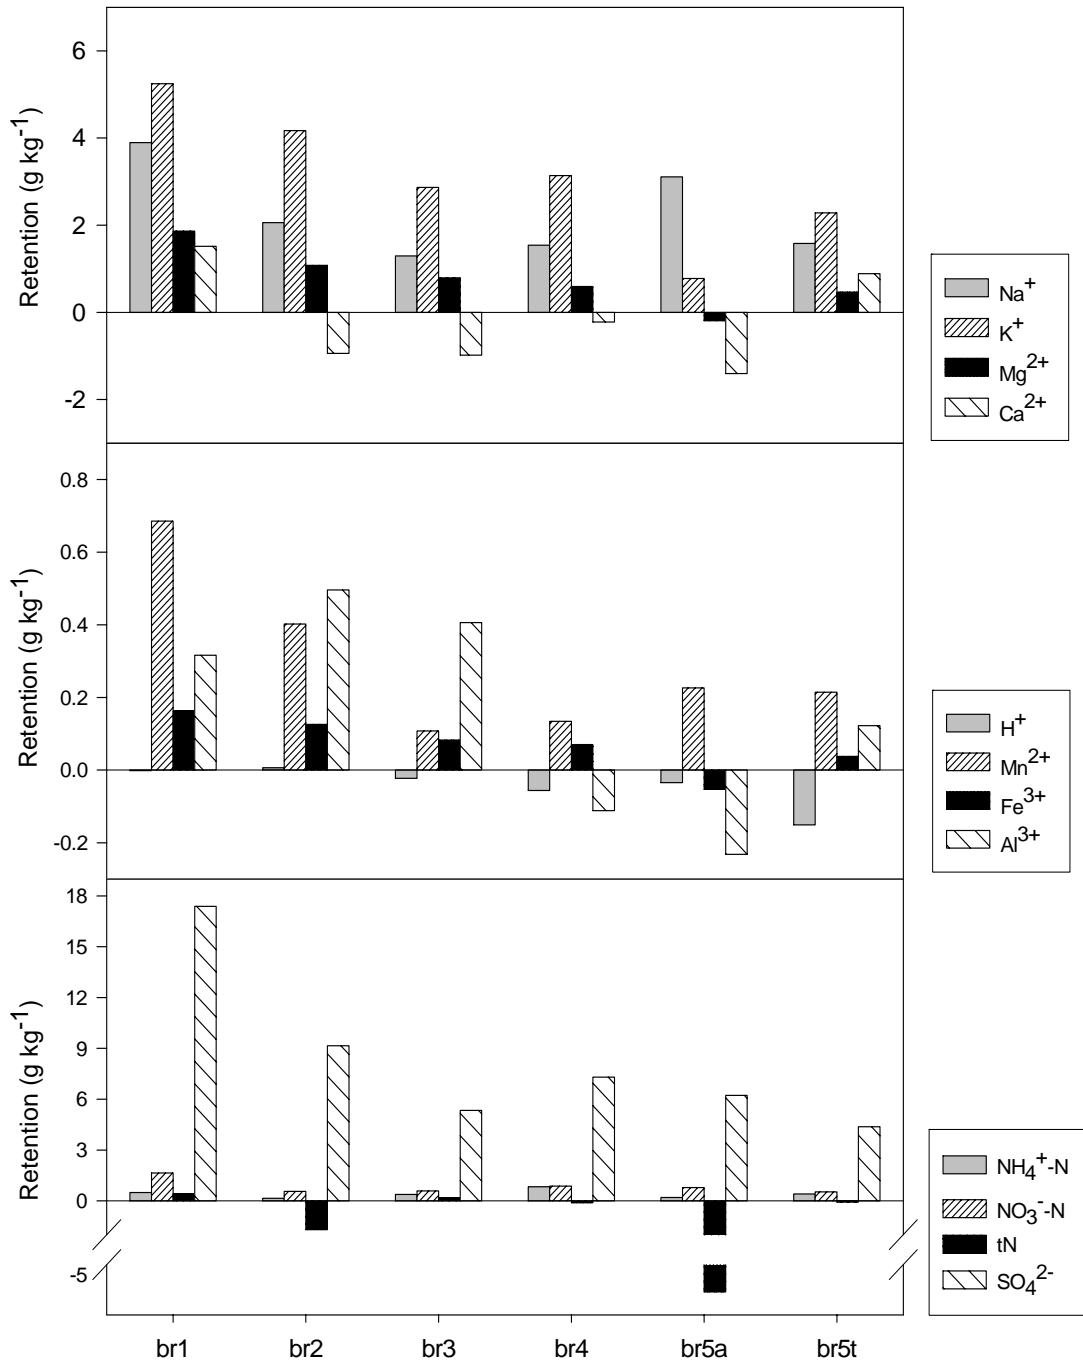 Retention (g kg⁻¹)
6
4
2
0
-2
Na⁺
K⁺
Mg²⁺
Ca²⁺
Retention (g kg⁻¹)
0.8
0.6
0.4
0.2
0.0
-0.2
H⁺
Mn²⁺
Fe³⁺
Al³⁺
Retention (g kg⁻¹)
18
15
12
9
6
3
0
-5
NH₄⁺-N
NO₃⁻-N
tN
SO₄²⁻
br1 br2 br3 br4 br5a br5t